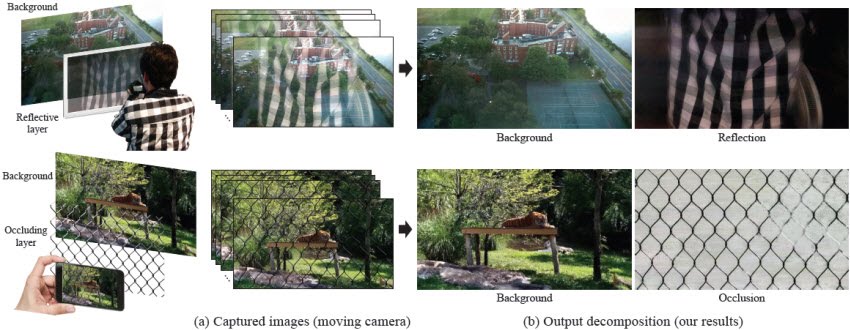 Background
Reflective
layer
Background
Reflection
Background
Occluding
layer
Background
Occlusion
(a) Captured images (moving camera)
(b) Output decomposition (our results)